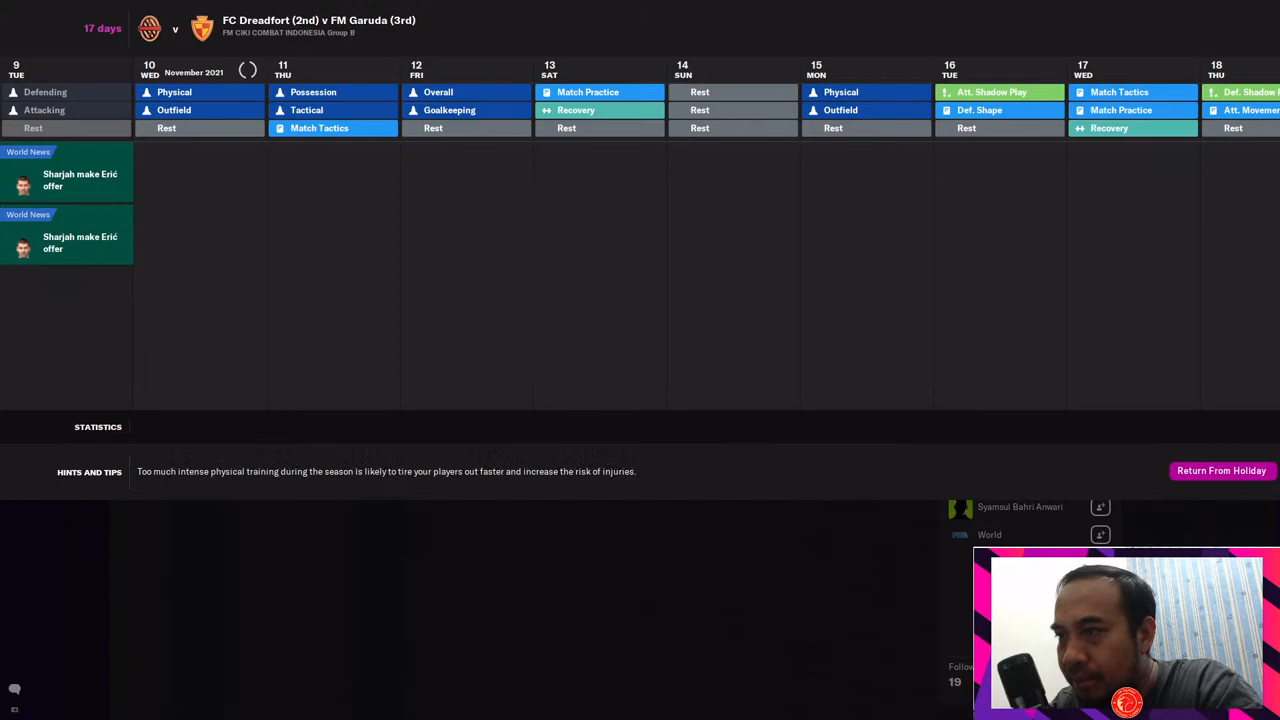 17 days
v
FC Dreadfort (2nd) v FM Garuda (3rd)
FM CIKI COMBAT INDONESIA Group B
9
TUE
10
WED November 2021
11
THU
12
FRI
13
SAT
14
SUN
15
MON
16
TUE
17
WED
18
THU
Defending
Physical
Possession
Overall
Match Practice
Rest
Physical
Att. Shadow Play
Match Tactics
Def. Shadow
Attacking
Outfield
Tactical
Goalkeeping
Recovery
Rest
Outfield
Def. Shape
Match Practice
Att. Movemen
Rest
Rest
Match Tactics
Rest
Rest
Rest
Rest
Rest
Recovery
Rest
World News
Sharjah make Erić
offer
World News
Sharjah make Erić
offer
STATISTICS
HINTS AND TIPS
Too much intense physical training during the season is likely to tire your players out faster and increase the risk of injuries.
Return From Holiday
Syamsul Bahri Anwari
World
Follow
19